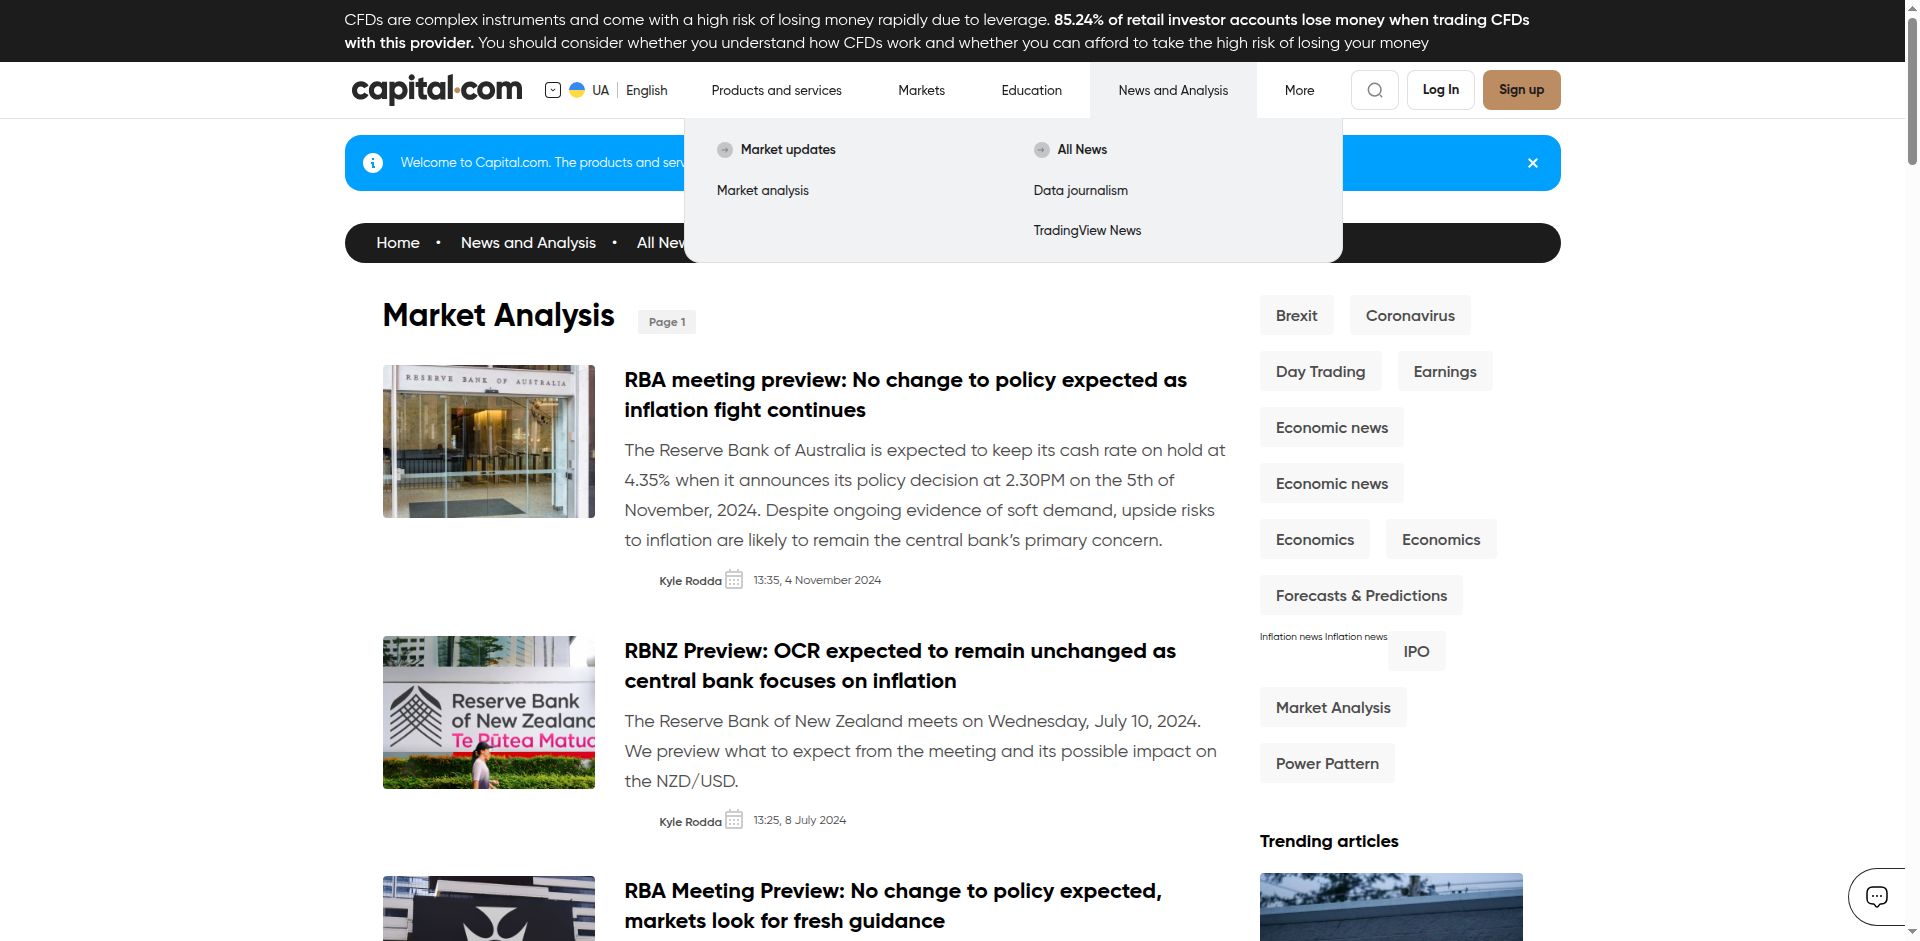 CFDs are complex instruments and come with a high risk of losing money rapidly due to leverage. 85.24% of retail investor accounts lose money when trading CFDs
with this provider. You should consider whether you understand how CFDs work and whether you can afford to take the high risk of losing your money
capital.com
UA English
Products and services
Markets
Education
News and Analysis
More
Log In
Sign up
Market updates
All News
Market analysis
Data journalism
TradingView News
Welcome to Capital.com. The products and serv
Home • News and Analysis • All New
Market Analysis Page 1
RESERVE BANK OF AUSTRALIA
RBA meeting preview: No change to policy expected as
inflation fight continues
The Reserve Bank of Australia is expected to keep its cash rate on hold at
4.35% when it announces its policy decision at 2.30PM on the 5th of
November, 2024. Despite ongoing evidence of soft demand, upside risks
to inflation are likely to remain the central bank’s primary concern.
Kyle Rodda 13:35, 4 November 2024
Reserve Bank
of New Zealand
Te Pūtea Matua
RBNZ Preview: OCR expected to remain unchanged as
central bank focuses on inflation
The Reserve Bank of New Zealand meets on Wednesday, July 10, 2024.
We preview what to expect from the meeting and its possible impact on
the NZD/USD.
Kyle Rodda 13:25, 8 July 2024
RBA Meeting Preview: No change to policy expected,
markets look for fresh guidance
Brexit Coronavirus
Day Trading Earnings
Economic news
Economic news
Economics Economics
Forecasts & Predictions
Inflation news Inflation news IPO
Market Analysis
Power Pattern
Trending articles